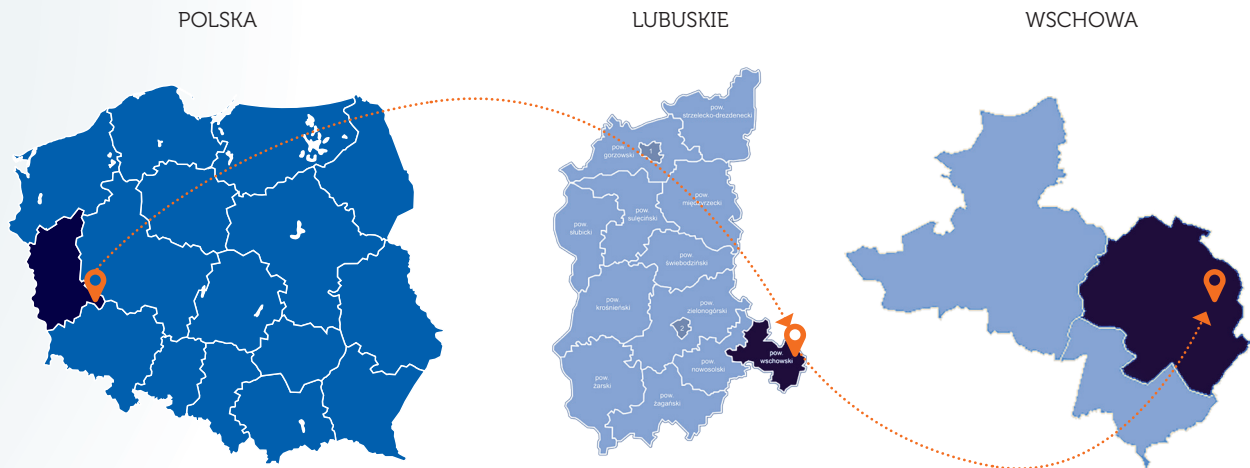 POLSKA
LUBUSKIE
WSCHOWA
pow.
strzelecko-drezdenecki
pow.
gorzowski
1
pow.
międzyrzecki
pow.
sulęciński
pow.
słubicki
pow.
świebodziński
pow.
krośnieński
pow.
zielonogórski
2
pow.
wschowski
pow.
nowosolski
pow.
żarski
pow.
żagański